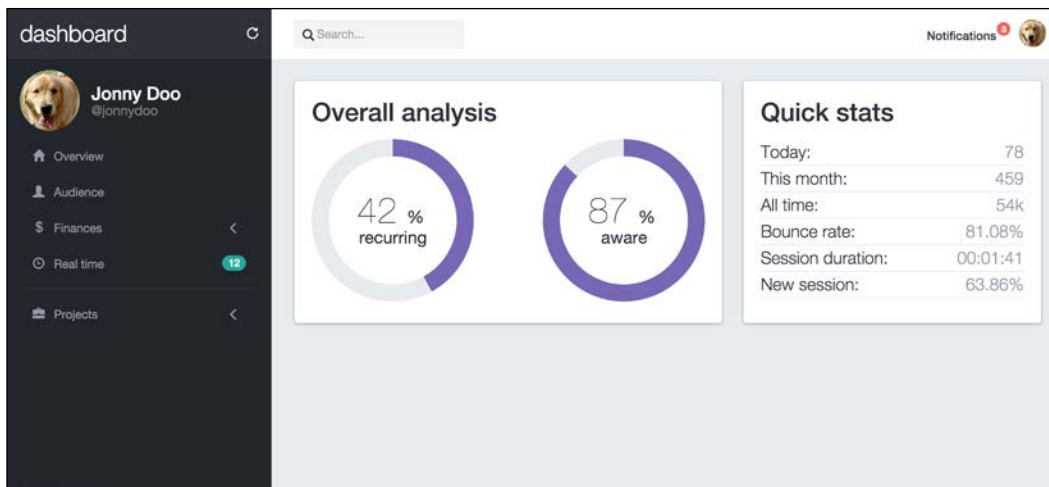 dashboard
Search...
Notifications 3
Jonny Doo
@jonnydoo
Overview
Audience
$ Finances
Real time 12
Projects
Overall analysis
42 %
recurring
87 %
aware
Quick stats
Today: 78
This month: 459
All time: 54k
Bounce rate: 81.08%
Session duration: 00:01:41
New session: 63.86%